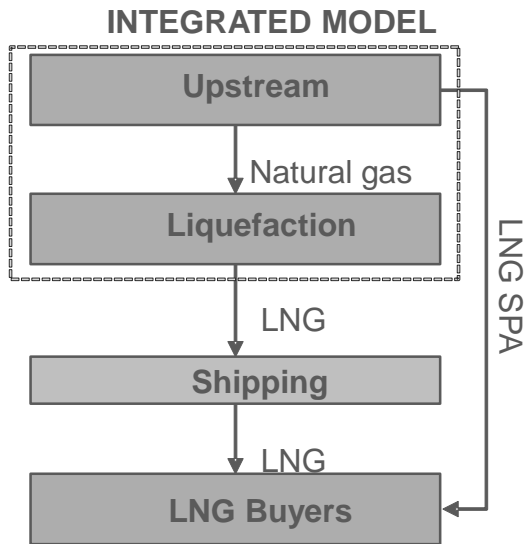 INTEGRATED MODEL
Upstream
Natural gas
Liquefaction
LNG
Shipping
LNG
LNG Buyers
LNG SPA